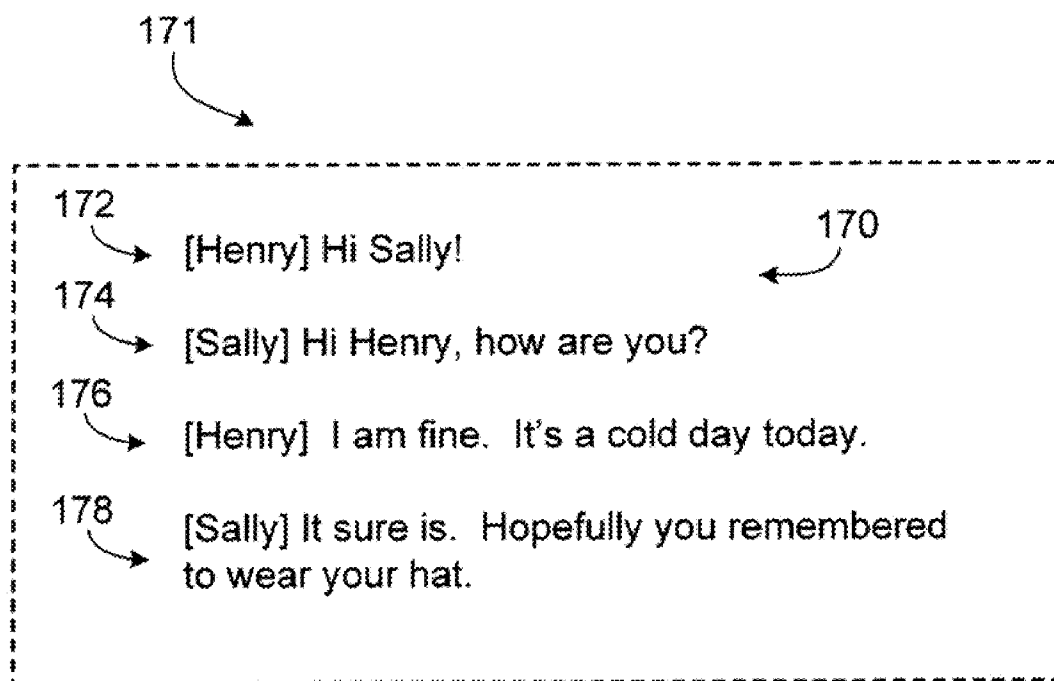 171
172
[Henry] Hi Sally!
170
174
[Sally] Hi Henry, how are you?
176
[Henry]  I am fine.  It's a cold day today.
178
[Sally] It sure is.  Hopefully you remembered
to wear your hat.